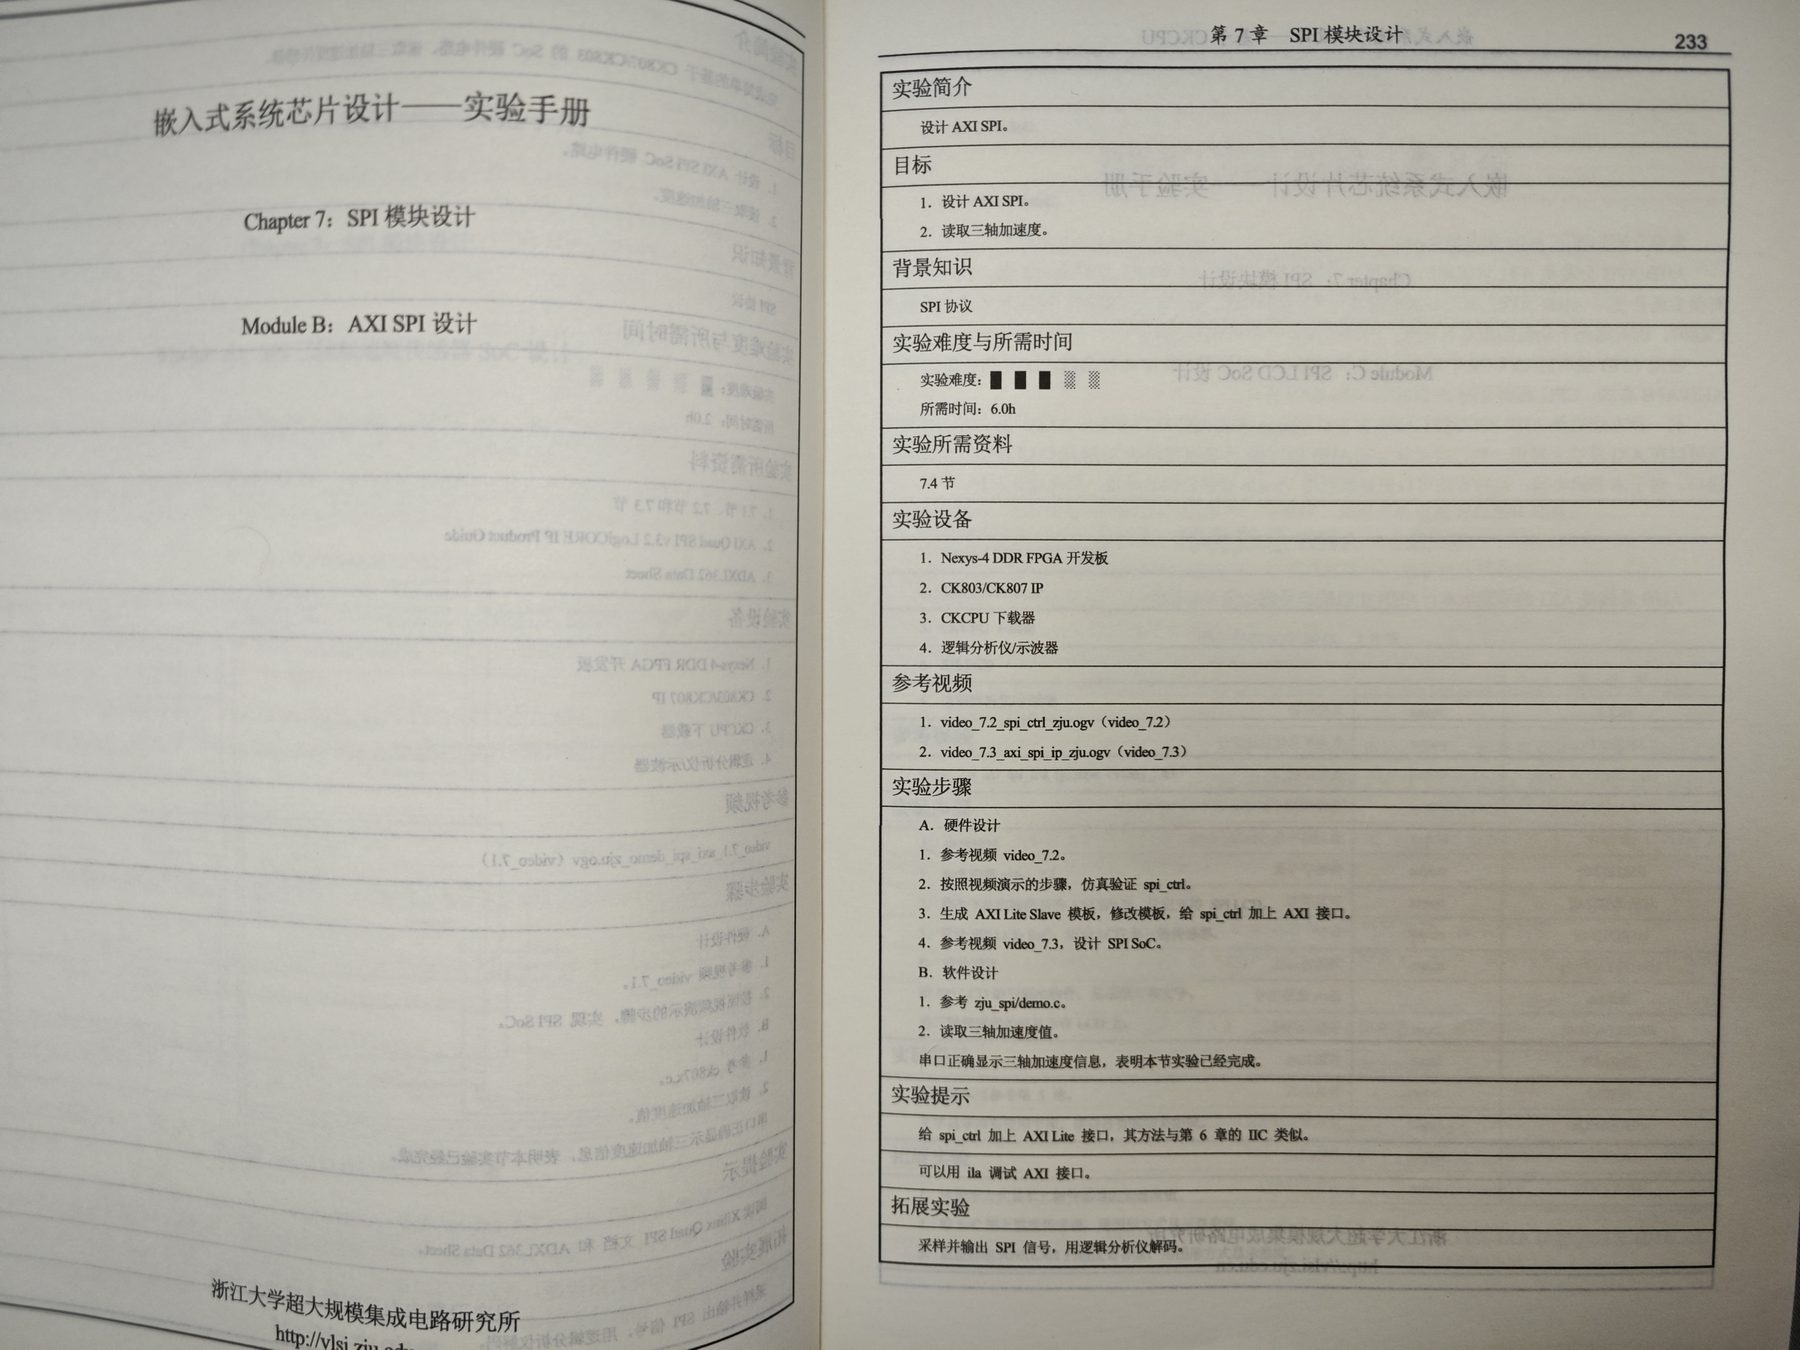 嵌入式系统芯片设计——实验手册
Chapter 7：SPI 模块设计
Module B：AXI SPI 设计
浙江大学超大规模集成电路研究所
http://vlsi.zju.edu
第 7 章 SPI 模块设计
233
实验简介
设计 AXI SPI。
目标
1．设计 AXI SPI。
2．读取三轴加速度。
背景知识
SPI 协议
实验难度与所需时间
实验难度：█ █ █ ▒ ▒
所需时间：6.0h
实验所需资料
7.4 节
实验设备
1．Nexys-4 DDR FPGA 开发板
2．CK803/CK807 IP
3．CKCPU 下载器
4．逻辑分析仪/示波器
参考视频
1．video_7.2_spi_ctrl_zju.ogv（video_7.2）
2．video_7.3_axi_spi_ip_zju.ogv（video_7.3）
实验步骤
A．硬件设计
1．参考视频 video_7.2。
2．按照视频演示的步骤，仿真验证 spi_ctrl。
3．生成 AXI Lite Slave 模板，修改模板，给 spi_ctrl 加上 AXI 接口。
4．参考视频 video_7.3，设计 SPI SoC。
B．软件设计
1．参考 zju_spi/demo.c。
2．读取三轴加速度值。
串口正确显示三轴加速度信息，表明本节实验已经完成。
实验提示
给 spi_ctrl 加上 AXI Lite 接口，其方法与第 6 章的 IIC 类似。
可以用 ila 调试 AXI 接口。
拓展实验
采样并输出 SPI 信号，用逻辑分析仪解码。